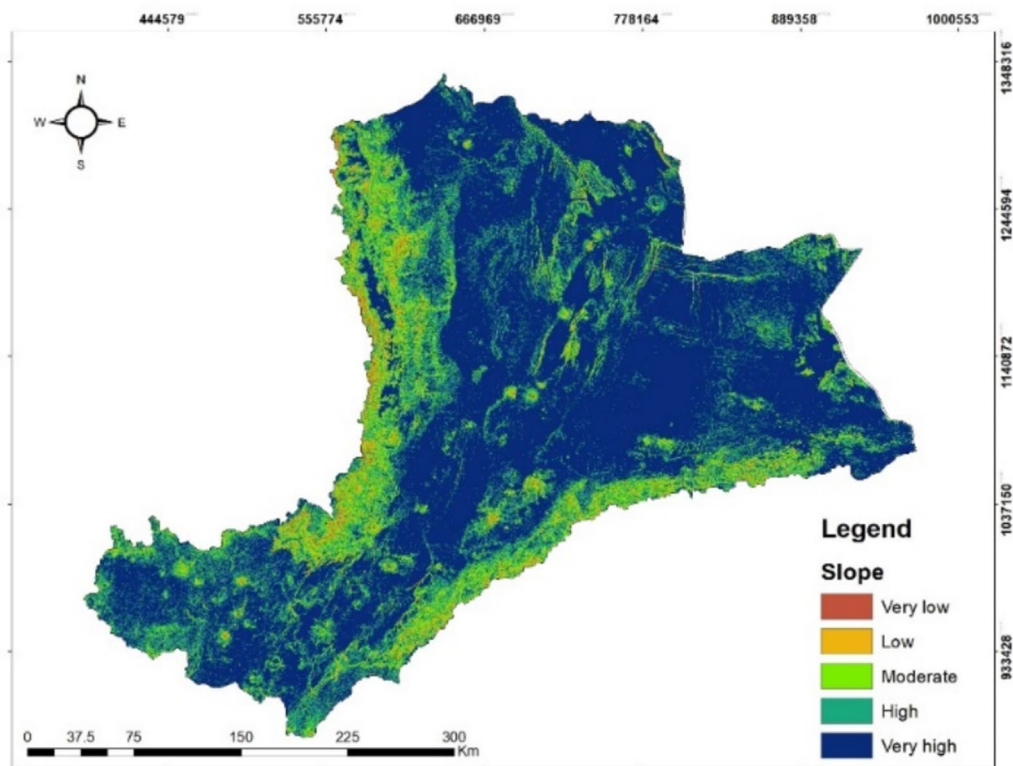 444579 555774 666969 778164 889358 1000553
1348316
1244594
1140872
1037150
933428
N
W E
S
Legend
Slope
Very low
Low
Moderate
High
Very high
0 37.5 75 150 225 300
Km